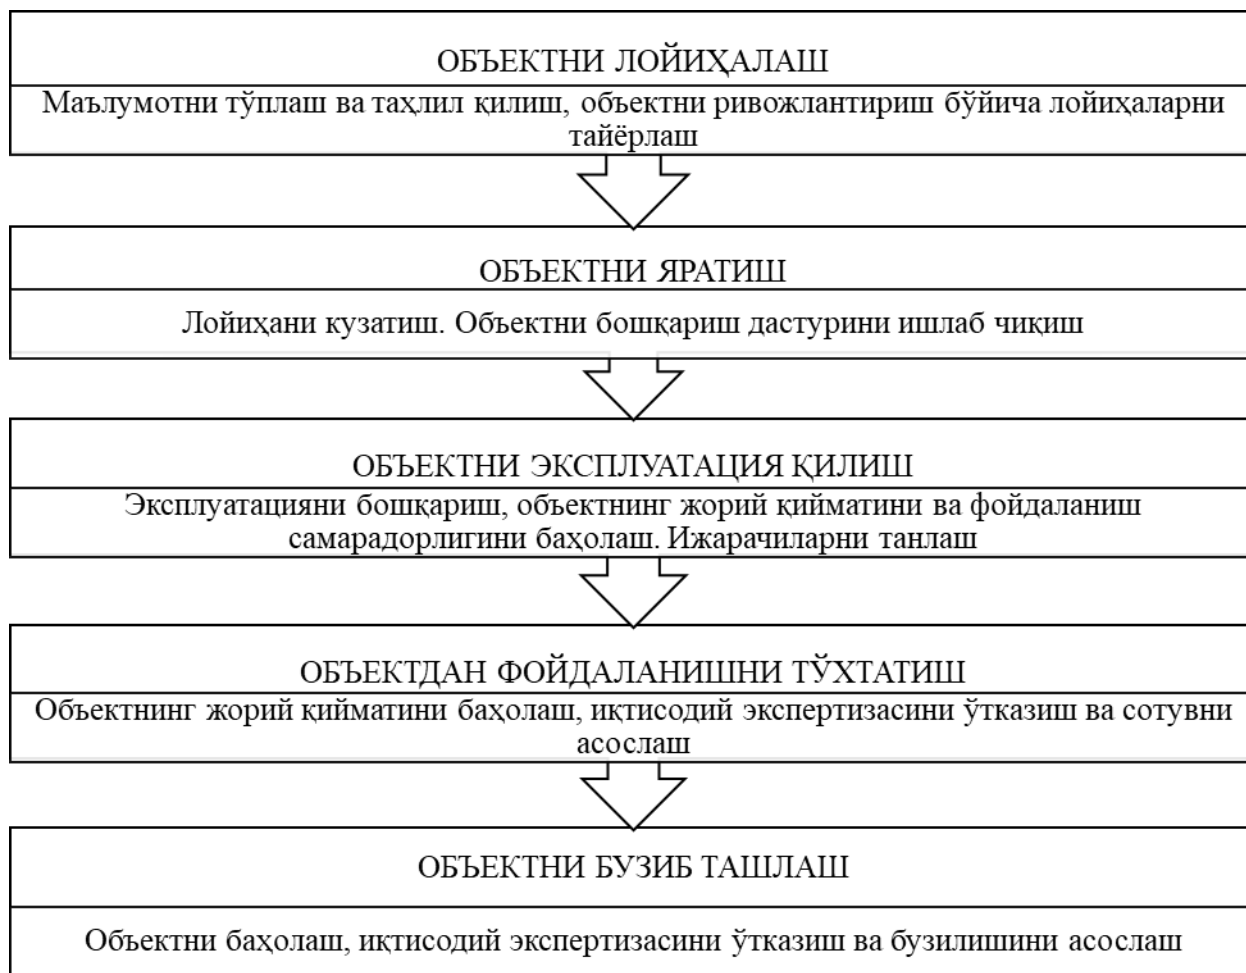 ОБЪЕКТНИ ЛОЙИҲАЛАШ
Маълумотни тўплаш ва таҳлил қилиш, объектни ривожлантириш бўйича лойиҳаларни
тайёрлаш
ОБЪЕКТНИ ЯРАТИШ
Лойиҳани кузатиш. Объектни бошқариш дастурини ишлаб чиқиш
ОБЪЕКТНИ ЭКСПЛУАТАЦИЯ ҚИЛИШ
Эксплуатацияни бошқариш, объектнинг жорий қийматини ва фойдаланиш
самарадорлигини баҳолаш. Ижарачиларни танлаш
ОБЪЕКТДАН ФОЙДАЛАНИШНИ ТЎХТАТИШ
Объектнинг жорий қийматини баҳолаш, иқтисодий экспертизасини ўтказиш ва сотувни
асослаш
ОБЪЕКТНИ БУЗИБ ТАШЛАШ
Объектни баҳолаш, иқтисодий экспертизасини ўтказиш ва бузилишини асослаш